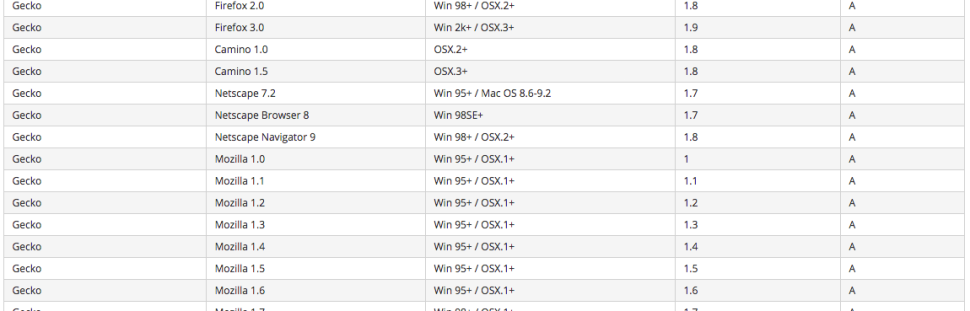 Gecko Firefox 2.0 Win 98+ / OSX.2+ 1.8 A
Gecko Firefox 3.0 Win 2k+ / OSX.3+ 1.9 A
Gecko Camino 1.0 OSX.2+ 1.8 A
Gecko Camino 1.5 OSX.3+ 1.8 A
Gecko Netscape 7.2 Win 95+ / Mac OS 8.6-9.2 1.7 A
Gecko Netscape Browser 8 Win 98SE+ 1.7 A
Gecko Netscape Navigator 9 Win 98+ / OSX.2+ 1.8 A
Gecko Mozilla 1.0 Win 95+ / OSX.1+ 1 A
Gecko Mozilla 1.1 Win 95+ / OSX.1+ 1.1 A
Gecko Mozilla 1.2 Win 95+ / OSX.1+ 1.2 A
Gecko Mozilla 1.3 Win 95+ / OSX.1+ 1.3 A
Gecko Mozilla 1.4 Win 95+ / OSX.1+ 1.4 A
Gecko Mozilla 1.5 Win 95+ / OSX.1+ 1.5 A
Gecko Mozilla 1.6 Win 95+ / OSX.1+ 1.6 A